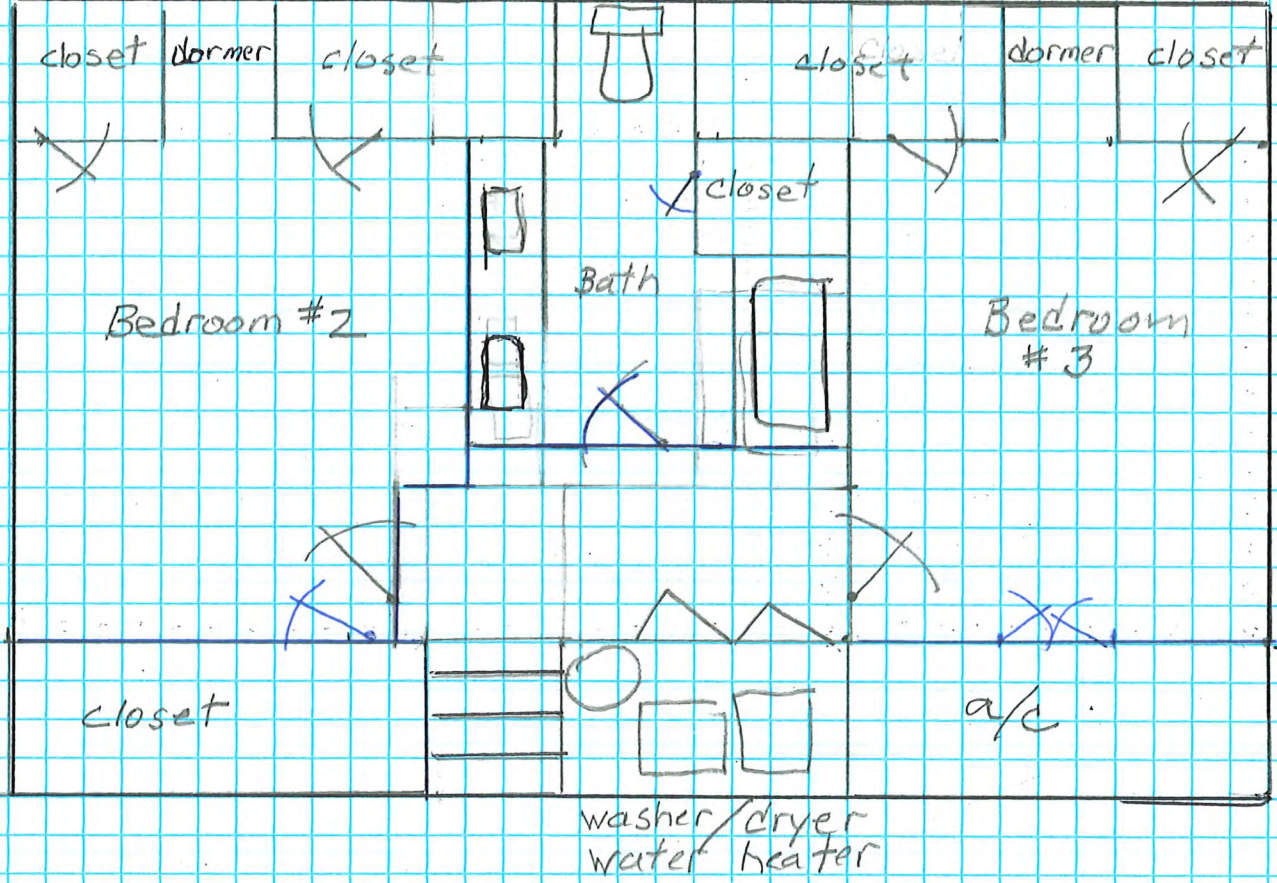 closet
dormer
closet
closet
dormer
closet
closet
Bath
Bedroom #2
Bedroom
# 3
closet
a/c
washer/dryer
water heater